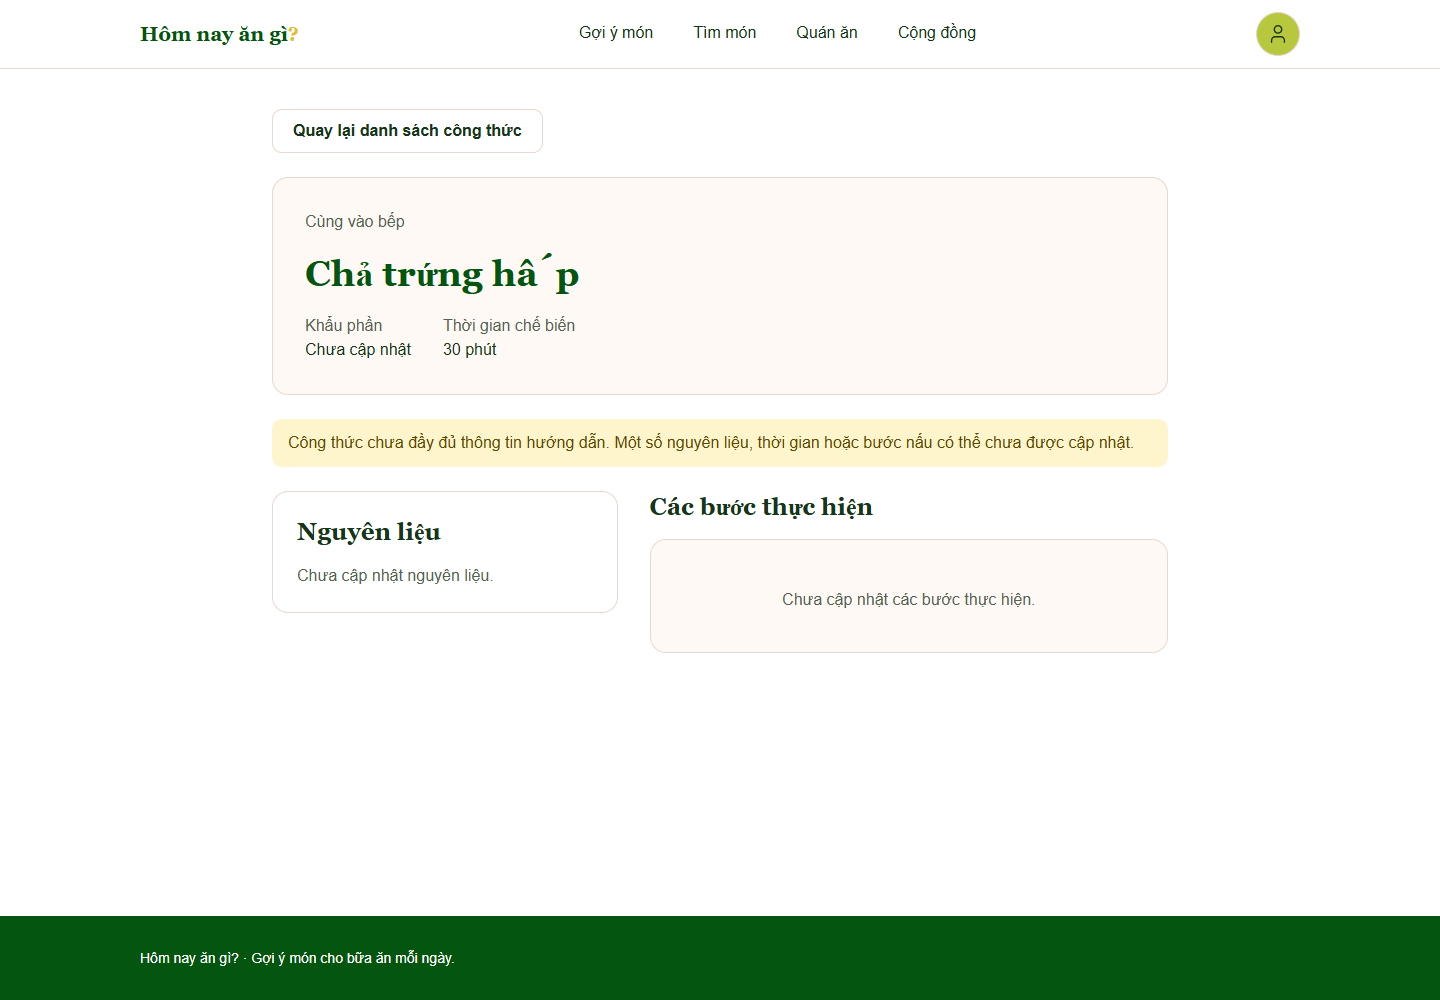 Hôm nay ăn gì?
Gợi ý món
Tìm món
Quán ăn
Cộng đồng
Quay lại danh sách công thức
Cùng vào bếp
Chả trứng hấp
Khẩu phần
Chưa cập nhật
Thời gian chế biến
30 phút
Công thức chưa đầy đủ thông tin hướng dẫn. Một số nguyên liệu, thời gian hoặc bước nấu có thể chưa được cập nhật.
Nguyên liệu
Chưa cập nhật nguyên liệu.
Các bước thực hiện
Chưa cập nhật các bước thực hiện.
Hôm nay ăn gì? · Gợi ý món cho bữa ăn mỗi ngày.